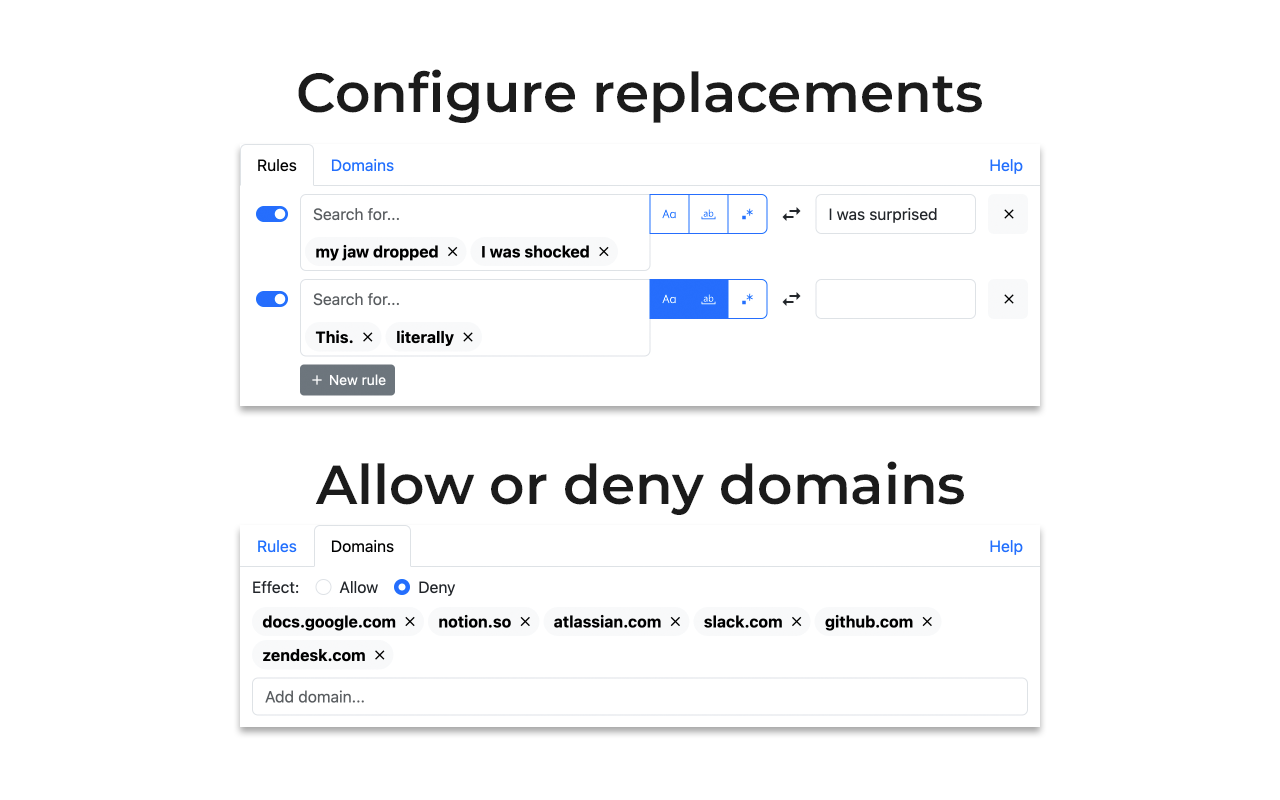 Configure replacements
Rules Domains Help
Search for... Aa ab .* I was surprised
my jaw dropped × I was shocked ×
Search for... Aa ab .*
This. × literally ×
+ New rule
Allow or deny domains
Rules Domains Help
Effect: Allow Deny
docs.google.com × notion.so × atlassian.com × slack.com × github.com ×
zendesk.com ×
Add domain...